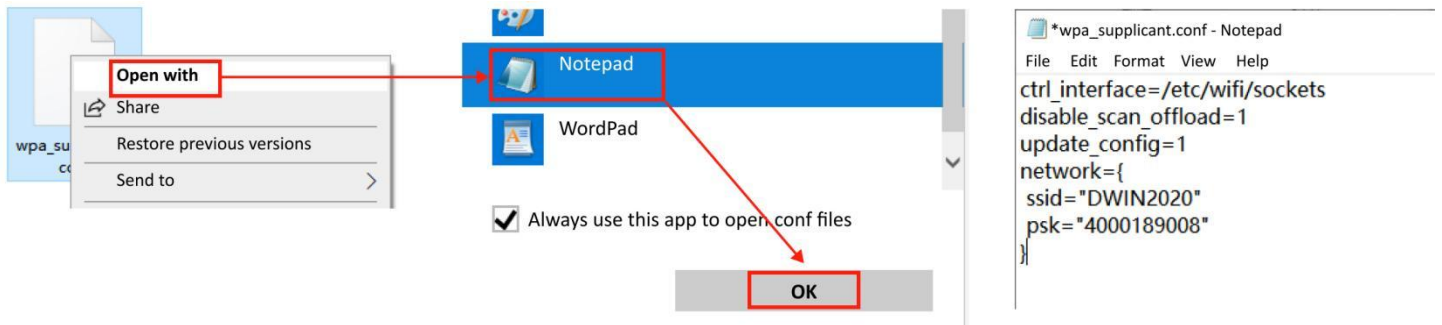 Open with
Share
Restore previous versions
Send to
wpa_su
Notepad
WordPad
Always use this app to open conf files
OK
*wpa_supplicant.conf - Notepad
File Edit Format View Help
ctrl_interface=/etc/wifi/sockets
disable_scan_offload=1
update_config=1
network={
ssid="DWIN2020"
psk="4000189008"
}